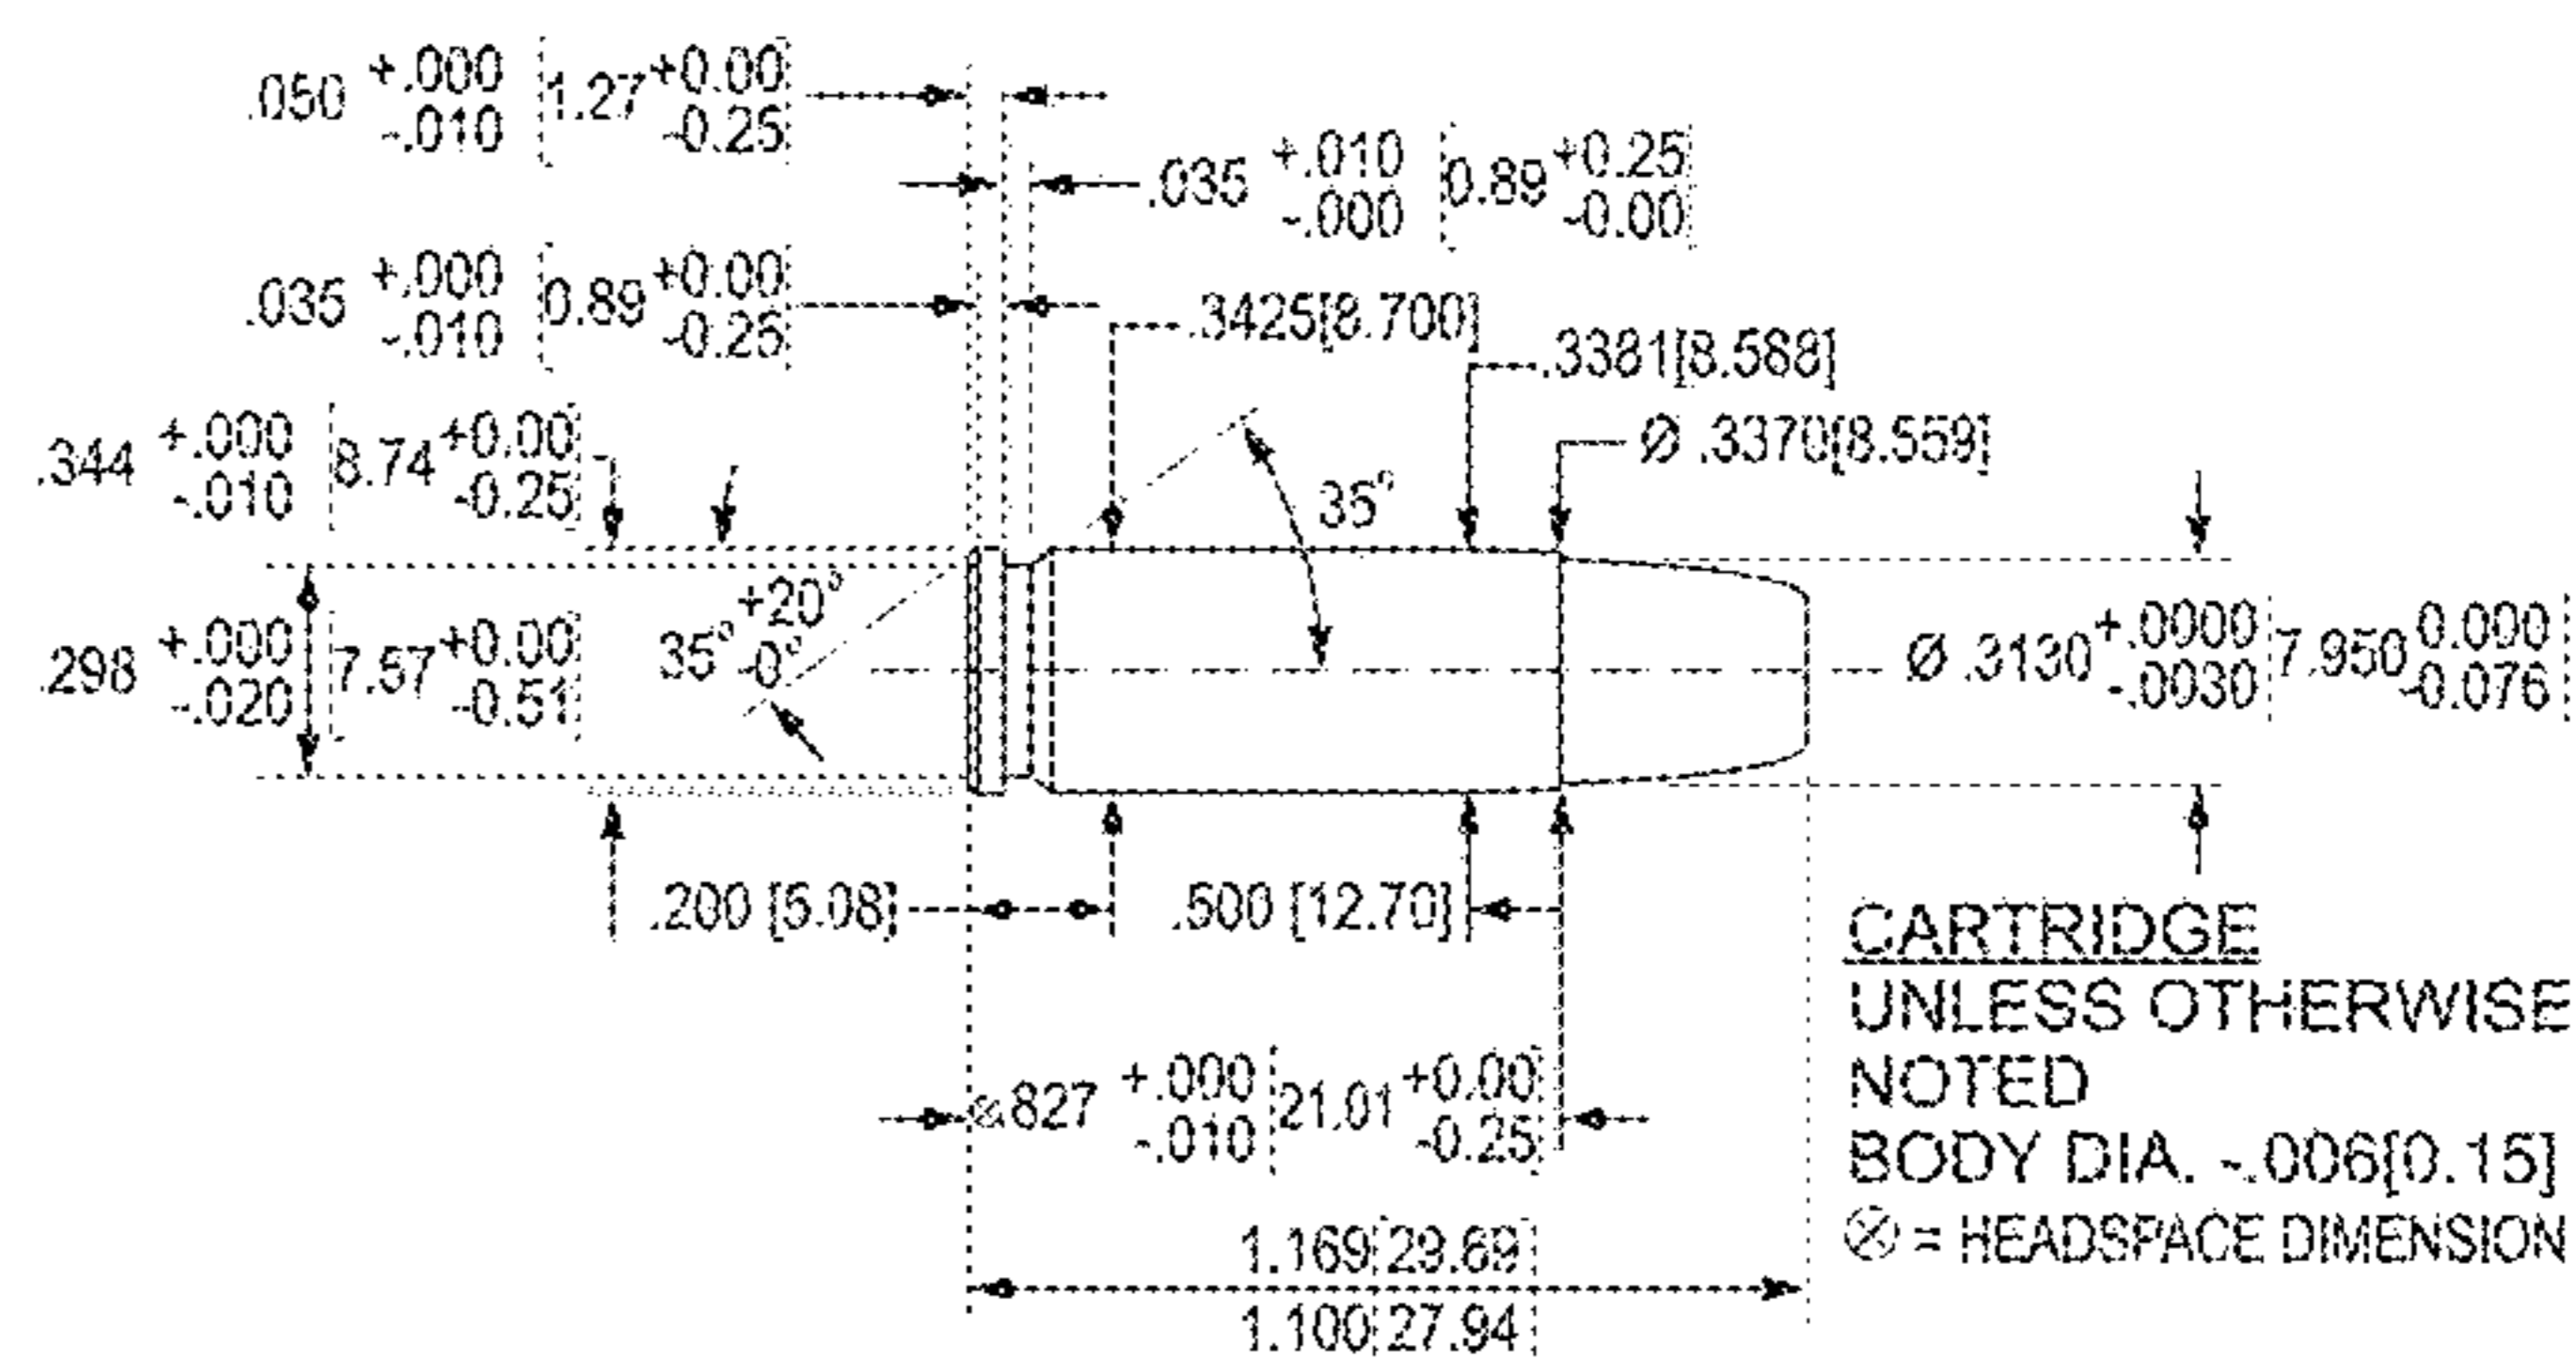 .050 +.000 -.010 [1.27 +0.00 -0.25]
.035 +.010 -.000 [0.89 +0.25 -0.00]
.035 +.000 -.010 [0.89 +0.00 -0.25]
.3425[8.700]
.3381[8.588]
.344 +.000 -.010 [8.74 +0.00 -0.25]
Ø .3370[8.559]
35°
35° +20° -0°
.298 +.000 -.020 [7.57 +0.00 -0.51]
Ø .3130 +.0000 -.0030 [7.950 0.000 -0.076]
.200 [5.08]
.500 [12.70]
CARTRIDGE
UNLESS OTHERWISE
NOTED
BODY DIA. -.006[0.15]
⊗ = HEADSPACE DIMENSION
⊗.827 +.000 -.010 [21.01 +0.00 -0.25]
1.169[29.69]
1.100[27.94]